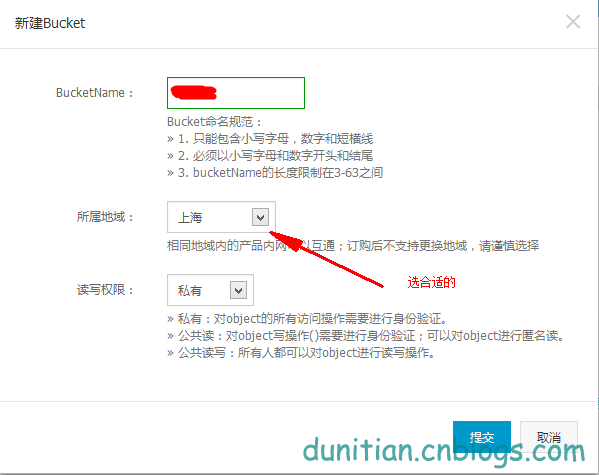 新建Bucket
BucketName：
Bucket命名规范：
» 1. 只能包含小写字母，数字和短横线
» 2. 必须以小写字母和数字开头和结尾
» 3. bucketName的长度限制在3-63之间
所属地域： 上海
相同地域内的产品内网 以互通；订购后不支持更换地域，请谨慎选择
选合适的
读写权限： 私有
» 私有：对object的所有访问操作需要进行身份验证。
» 公共读：对object写操作()需要进行身份验证；可以对object进行匿名读。
» 公共读写：所有人都可以对object进行读写操作。
提交 取消
dunitian.cnblogs.com